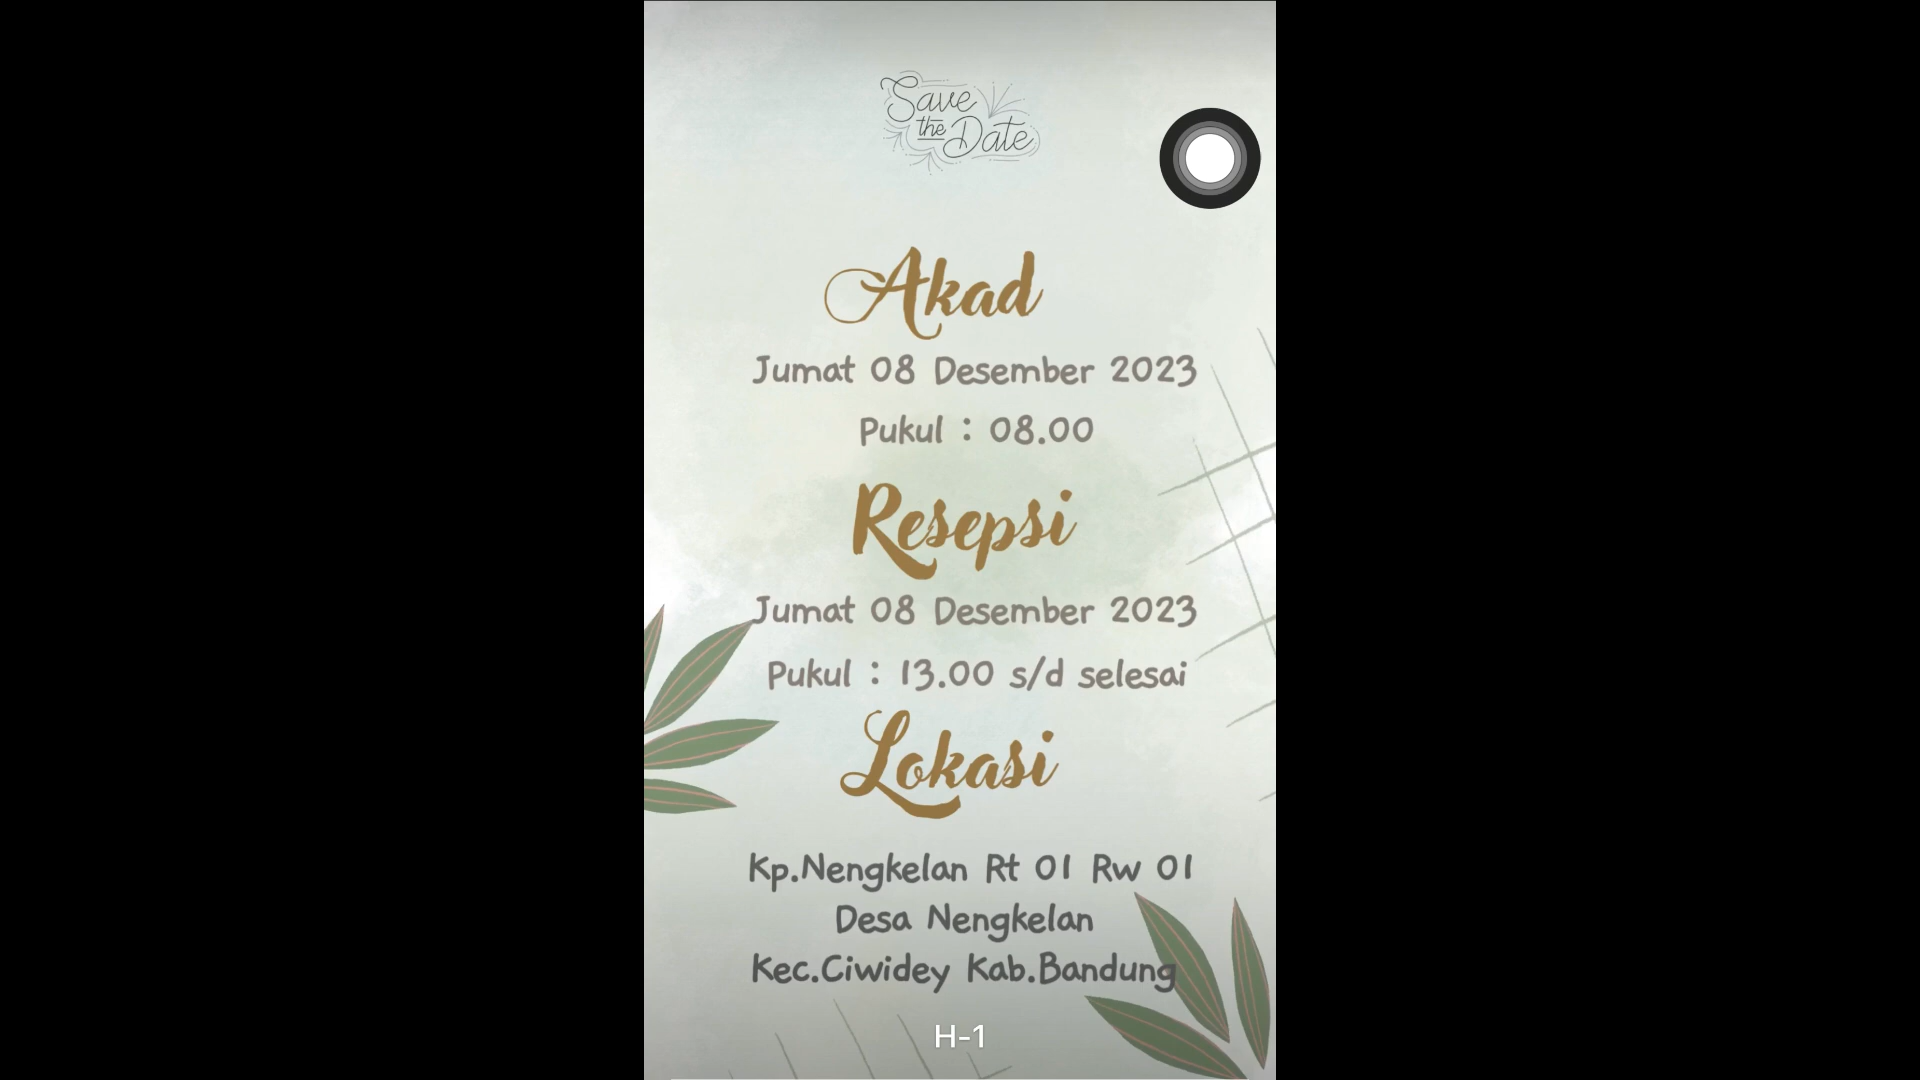 Save
the Date
Akad
Jumat 08 Desember 2023
Pukul : 08.00
Resepsi
Jumat 08 Desember 2023
Pukul : 13.00 s/d selesai
Lokasi
Kp.Nengkelan Rt 01 Rw 01
Desa Nengkelan
Kec.Ciwidey Kab.Bandung
H-1